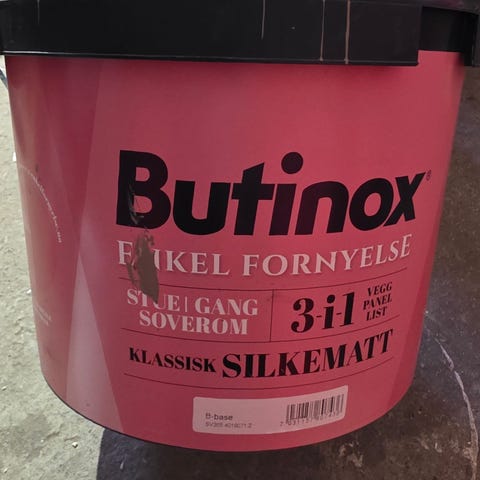 Butinox
ENKEL FORNYELSE
STUE | GANG
SOVEROM
3-i-1
VEGG
PANEL
LIST
KLASSISK SILKEMATT
B-base